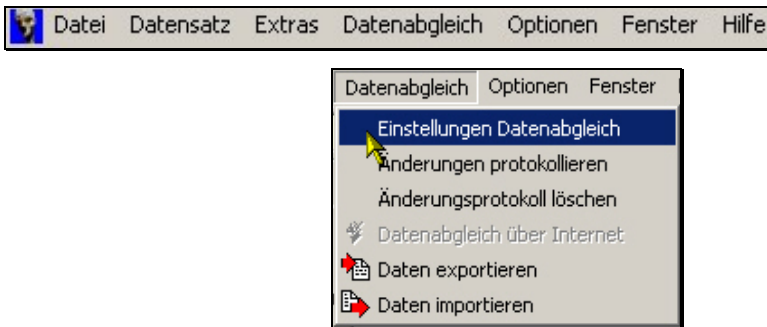 Datei Datensatz Extras Datenabgleich Optionen Fenster Hilfe
Datenabgleich Optionen Fenster
Einstellungen Datenabgleich
Änderungen protokollieren
Änderungsprotokoll löschen
Datenabgleich über Internet
Daten exportieren
Daten importieren